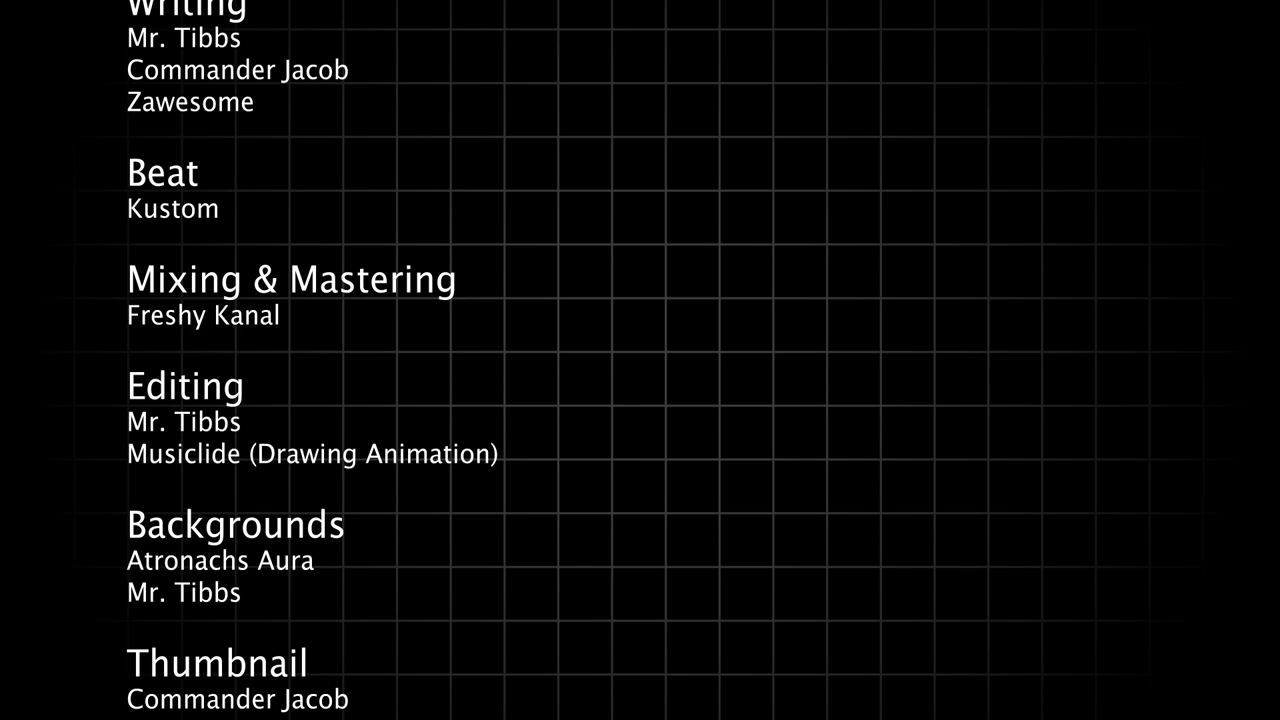 Writing
Mr. Tibbs
Commander Jacob
Zawesome
Beat
Kustom
Mixing & Mastering
Freshy Kanal
Editing
Mr. Tibbs
Musiclide (Drawing Animation)
Backgrounds
Atronachs Aura
Mr. Tibbs
Thumbnail
Commander Jacob